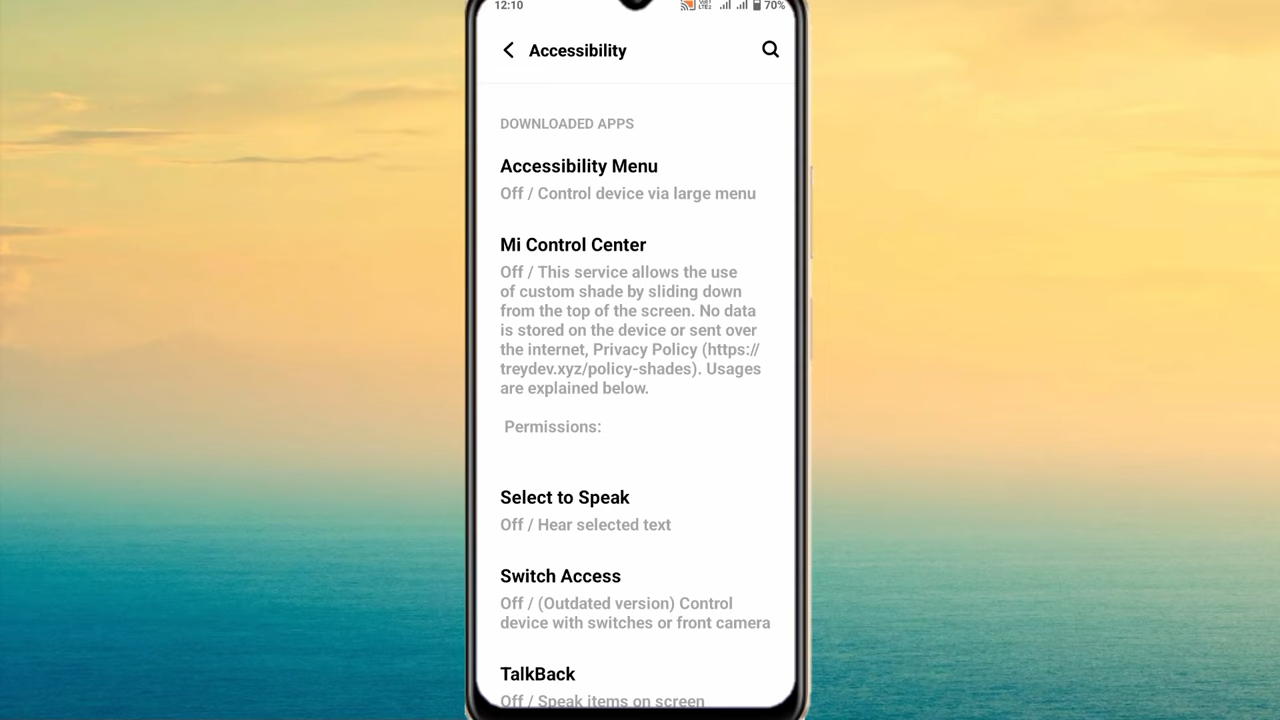 12:10
70%
Accessibility
DOWNLOADED APPS
Accessibility Menu
Off / Control device via large menu
Mi Control Center
Off / This service allows the use
of custom shade by sliding down
from the top of the screen. No data
is stored on the device or sent over
the internet, Privacy Policy (https://
treydev.xyz/policy-shades). Usages
are explained below.
Permissions:
Select to Speak
Off / Hear selected text
Switch Access
Off / (Outdated version) Control
device with switches or front camera
TalkBack
Off / Speak items on screen